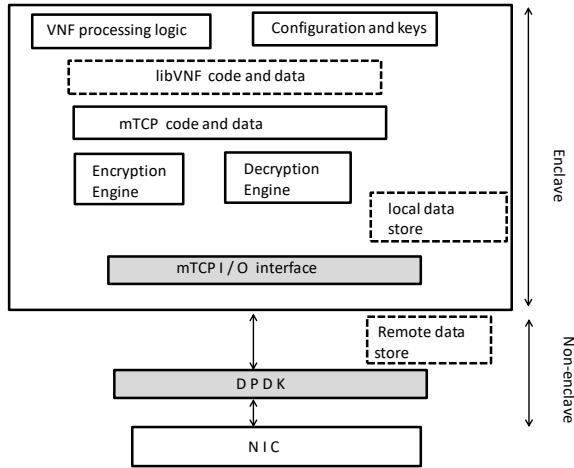 VNF processing logic
Configuration and keys
libVNF code and data
mTCP code and data
Encryption
Engine
Decryption
Engine
local data
store
mTCP I / O interface
Enclave
Remote data
store
D P D K
N I C
Non-enclave